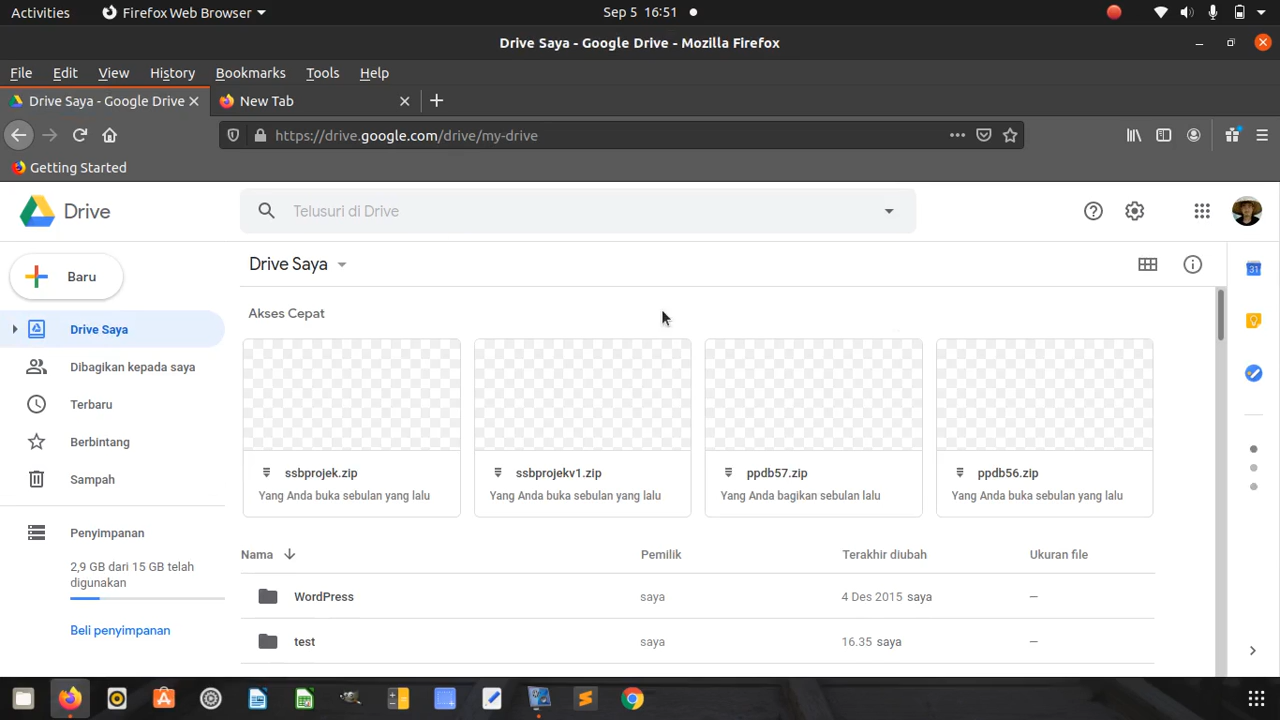 Activities Firefox Web Browser Sep 5 16:51
Drive Saya - Google Drive - Mozilla Firefox
File Edit View History Bookmarks Tools Help
Drive Saya - Google Drive New Tab
https://drive.google.com/drive/my-drive
Getting Started
Drive Telusuri di Drive
Baru
Drive Saya
Dibagikan kepada saya
Terbaru
Berbintang
Sampah
Penyimpanan
2,9 GB dari 15 GB telah
digunakan
Beli penyimpanan
Drive Saya
Akses Cepat
ssbprojek.zip
Yang Anda buka sebulan yang lalu
ssbprojekv1.zip
Yang Anda buka sebulan yang lalu
ppdb57.zip
Yang Anda bagikan sebulan lalu
ppdb56.zip
Yang Anda buka sebulan yang lalu
Nama Pemilik Terakhir diubah Ukuran file
WordPress saya 4 Des 2015 saya —
test saya 16.35 saya —
31